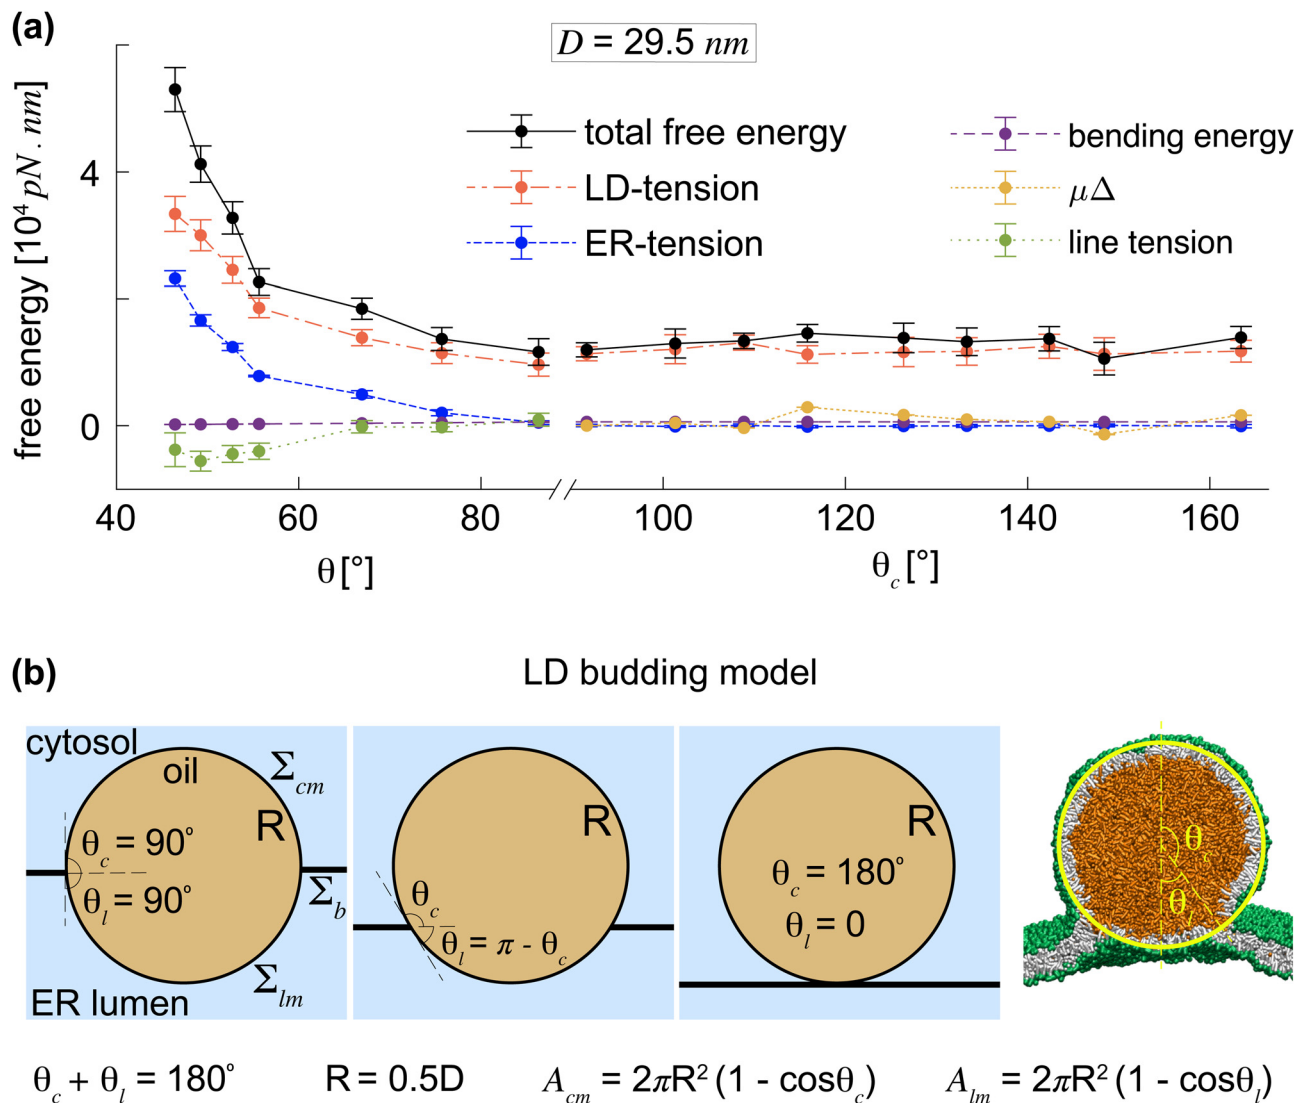 (a)
D = 29.5 nm
free energy [10⁴ pN . nm]
4
0
total free energy
LD-tension
ER-tension
bending energy
μΔ
line tension
40 60 80 100 120 140 160
θ [°]
θc [°]
(b)
LD budding model
cytosol
oil
Σcm
R
θc = 90°
θl = 90°
Σb
Σlm
ER lumen
R
θc
θl = π - θc
R
θc = 180°
θl = 0
θc
θl
θc + θl = 180°
R = 0.5D
Acm = 2πR² (1 - cosθc)
Alm = 2πR² (1 - cosθl)